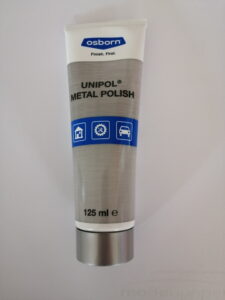 osborn
Finish. First.
UNIPOL®
METAL POLISH
125 ml e